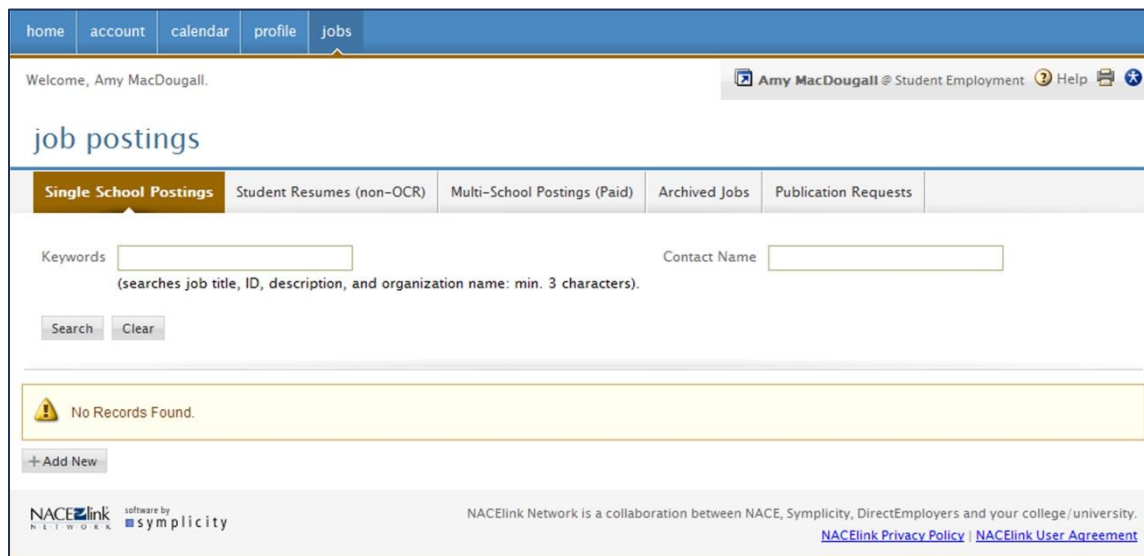 home account calendar profile jobs
Welcome, Amy MacDougall.
Amy MacDougall @ Student Employment Help
job postings
Single School Postings Student Resumes (non-OCR) Multi-School Postings (Paid) Archived Jobs Publication Requests
Keywords Contact Name
(searches job title, ID, description, and organization name: min. 3 characters).
Search Clear
No Records Found.
+ Add New
NACElink NETWORK software by symplicity
NACElink Network is a collaboration between NACE, Symplicity, DirectEmployers and your college/university.
NACElink Privacy Policy | NACElink User Agreement